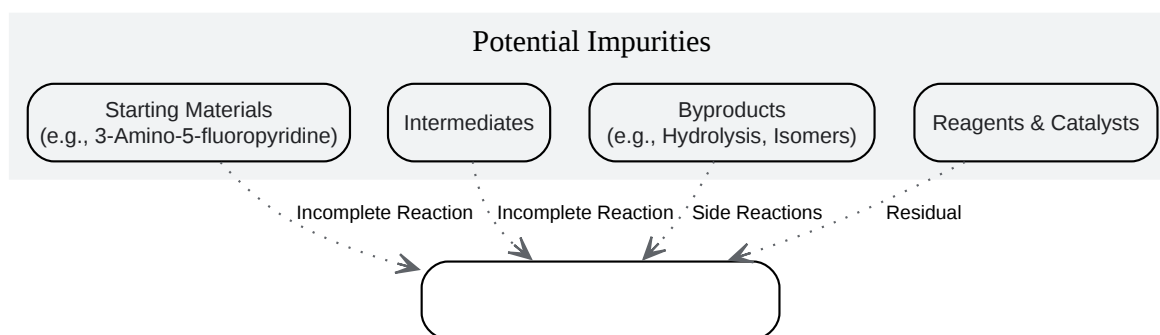 Potential Impurities
Starting Materials
(e.g., 3-Amino-5-fluoropyridine)
Intermediates
Byproducts
(e.g., Hydrolysis, Isomers)
Reagents & Catalysts
Incomplete Reaction
Incomplete Reaction
Side Reactions
Residual